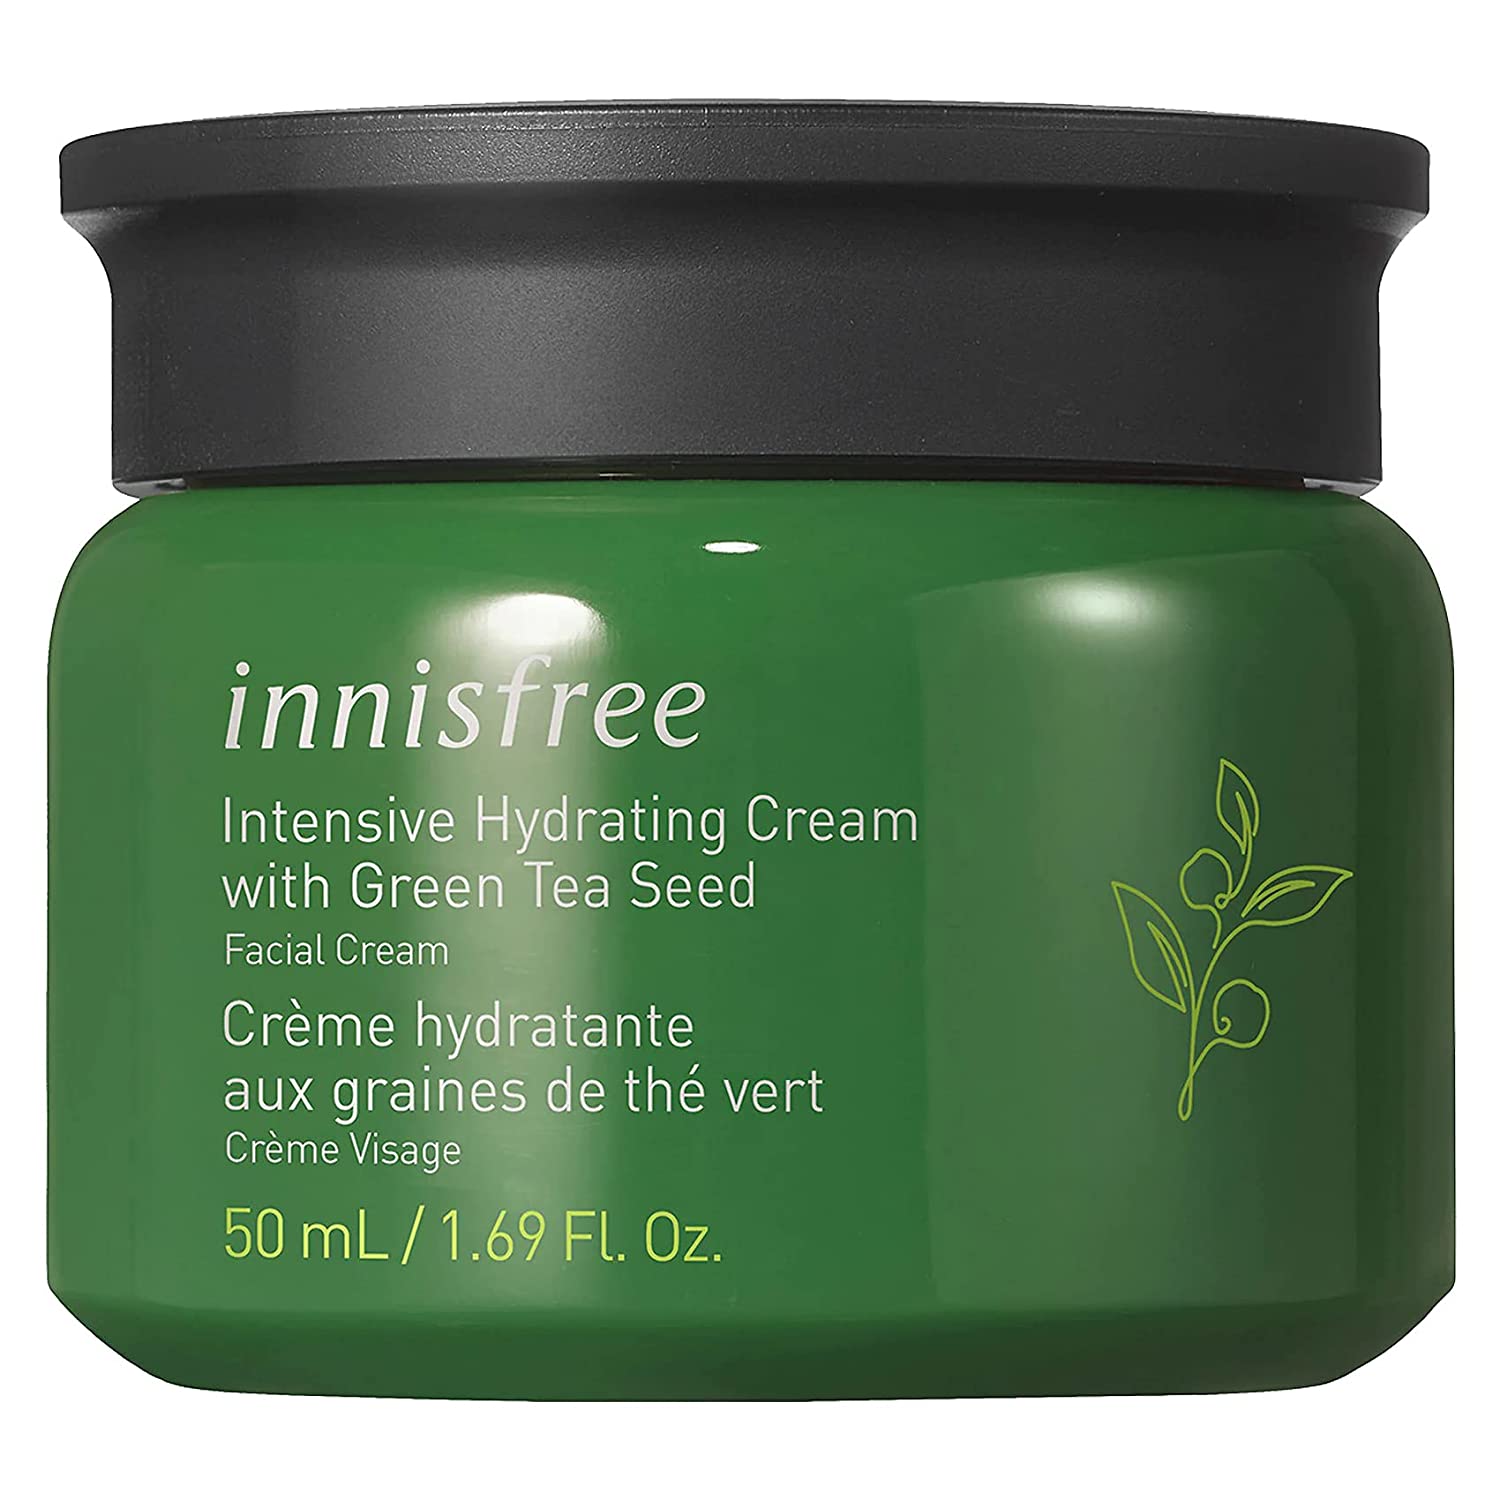 innisfree
Intensive Hydrating Cream
with Green Tea Seed
Facial Cream
Crème hydratante
aux graines de thé vert
Crème Visage
50 mL / 1.69 Fl. Oz.